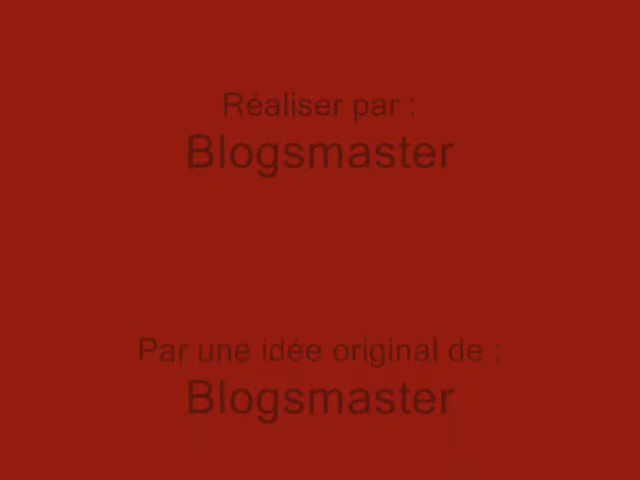 Réaliser par :
Blogsmaster
Par une idée original de :
Blogsmaster